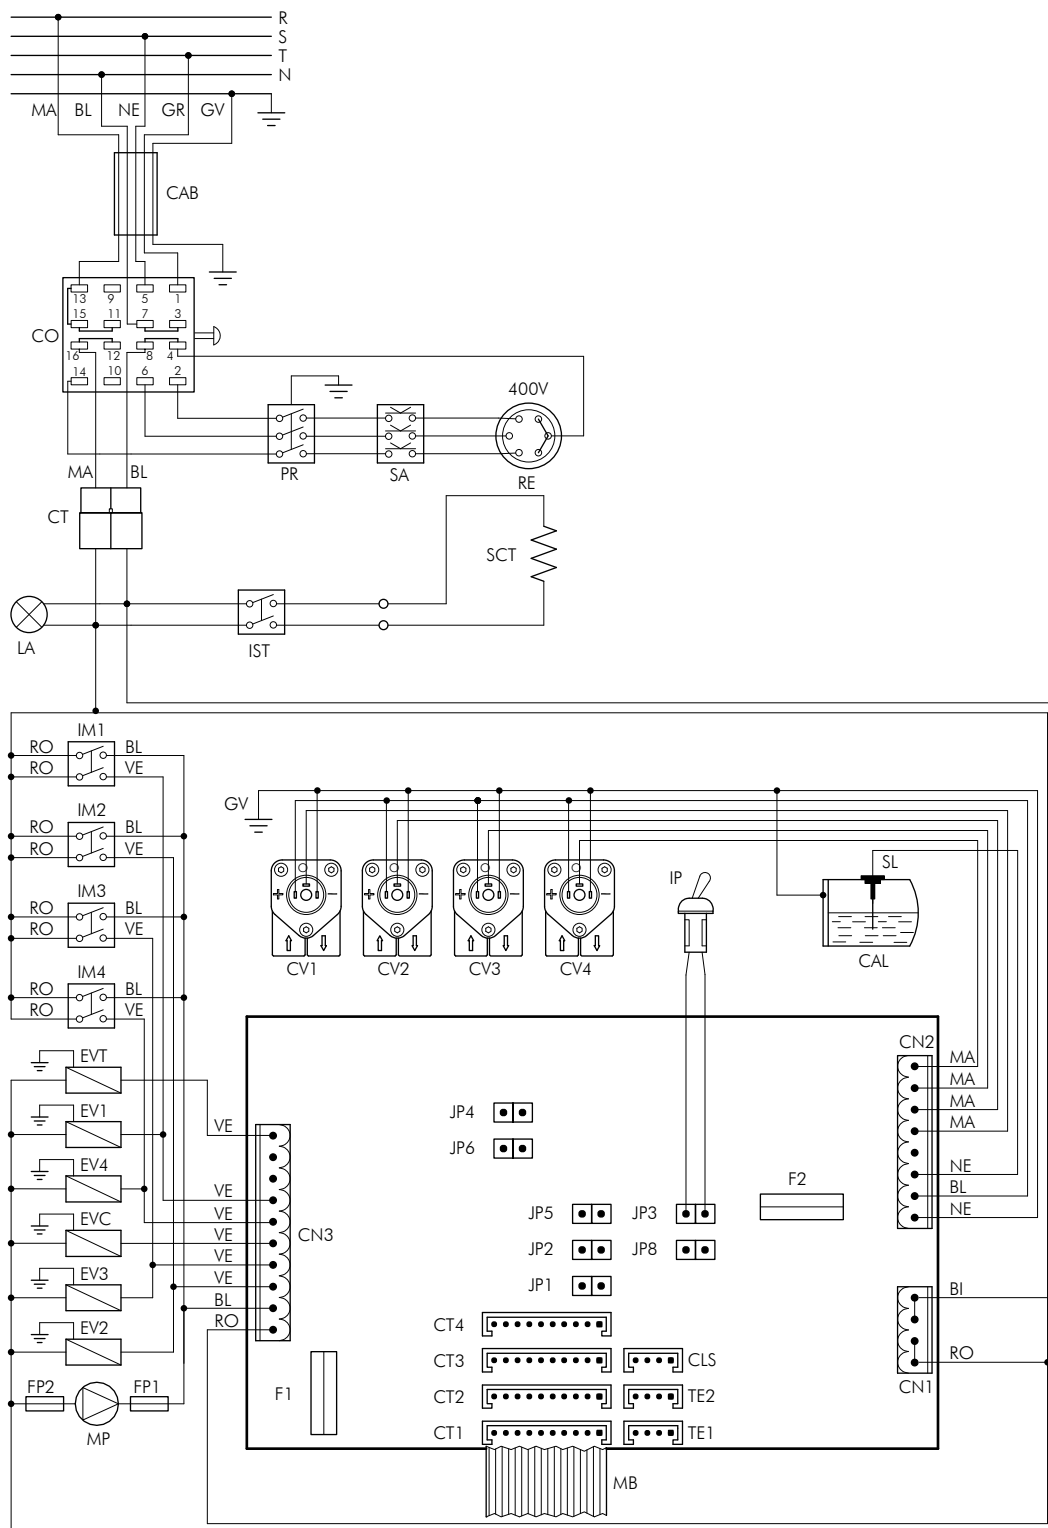 R
S
T
N
MA BL NE GR GV
CAB
13 9 5 1
15 11 7 3
CO
16 12 8 4
14 10 6 2
400V
PR SA RE
MA BL
CT
SCT
LA IST
IM1
RO BL
RO VE
IM2
RO BL
RO VE
IM3
RO BL
RO VE
IM4
RO BL
RO VE
GV
IP SL
CV1 CV2 CV3 CV4 CAL
EVT
EV1
EV4
EVC
EV3
EV2
FP2 FP1
MP
VE
VE
VE
VE
VE
VE
BL
RO
CN3
CN2
MA
MA
MA
MA
NE
BL
NE
JP4
JP6
F2
JP5 JP3
JP2 JP8
JP1
BI
RO
CN1
CT4
CT3 CLS
CT2 TE2
CT1 TE1
F1
MB